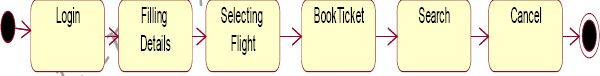 Login
Filling
Details
Selecting
Flight
BookTicket
Search
Cancel